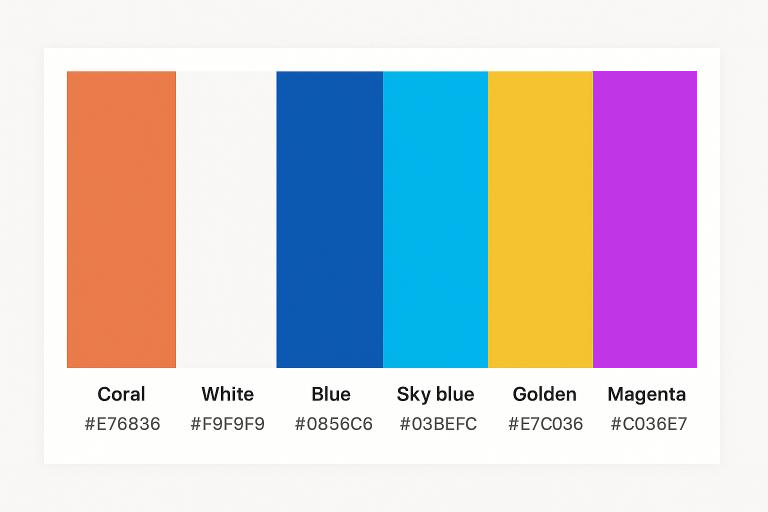 Coral White Blue Sky blue Golden Magenta
#E76836 #F9F9F9 #0856C6 #03BEFC #E7C036 #C036E7